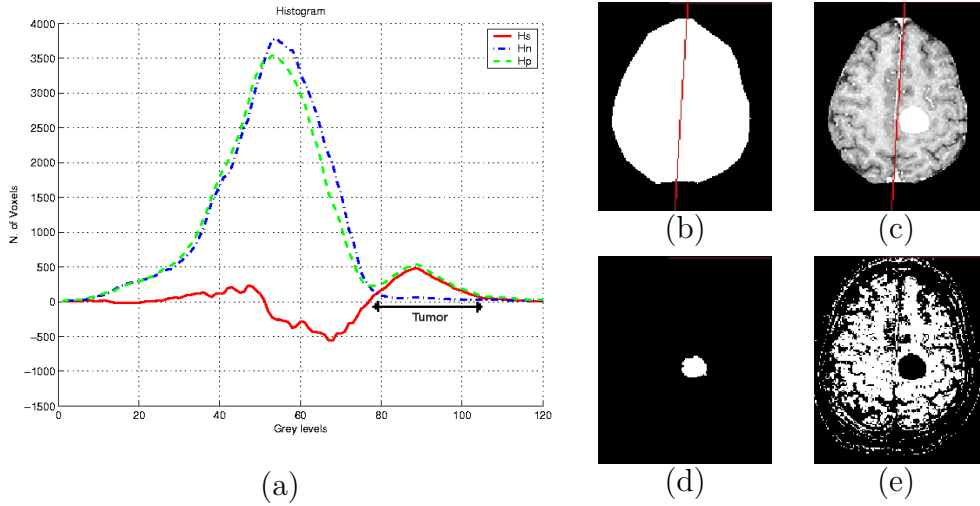 Histogram
4000
3500
3000
2500
2000
1500
1000
500
0
−500
−1000
−1500
0 20 40 60 80 100 120
N. of Voxels
Grey levels
Hs
Hn
Hp
Tumor
(a)
(b)
(c)
(d)
(e)